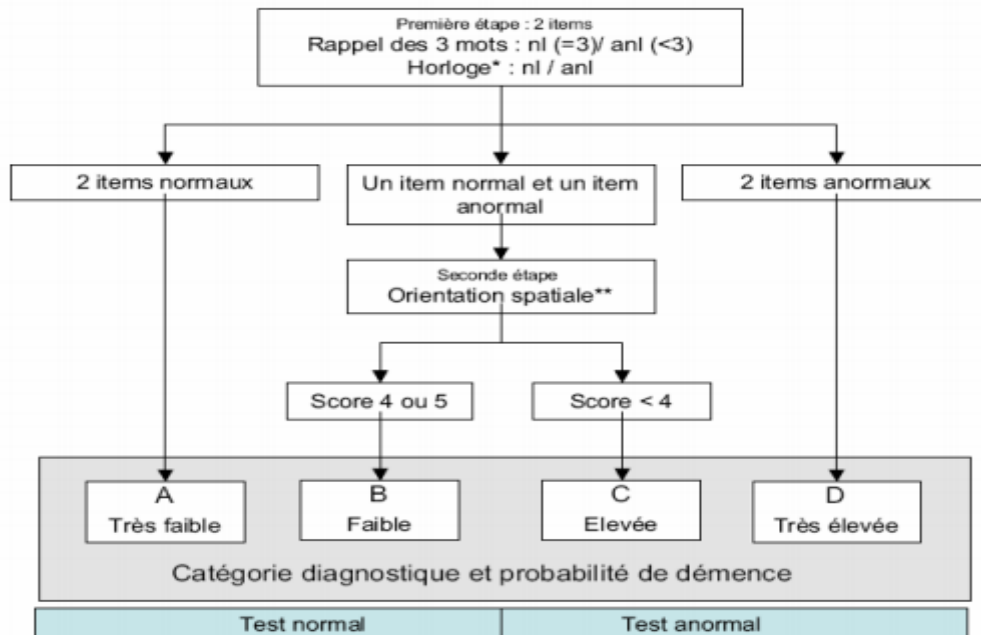 Première étape : 2 items
Rappel des 3 mots : nl (=3)/ anl (<3)
Horloge* : nl / anl
2 items normaux
Un item normal et un item
anormal
2 items anormaux
Seconde étape
Orientation spatiale**
Score 4 ou 5
Score < 4
A
Très faible
B
Faible
C
Elevée
D
Très élevée
Catégorie diagnostique et probabilité de démence
Test normal
Test anormal